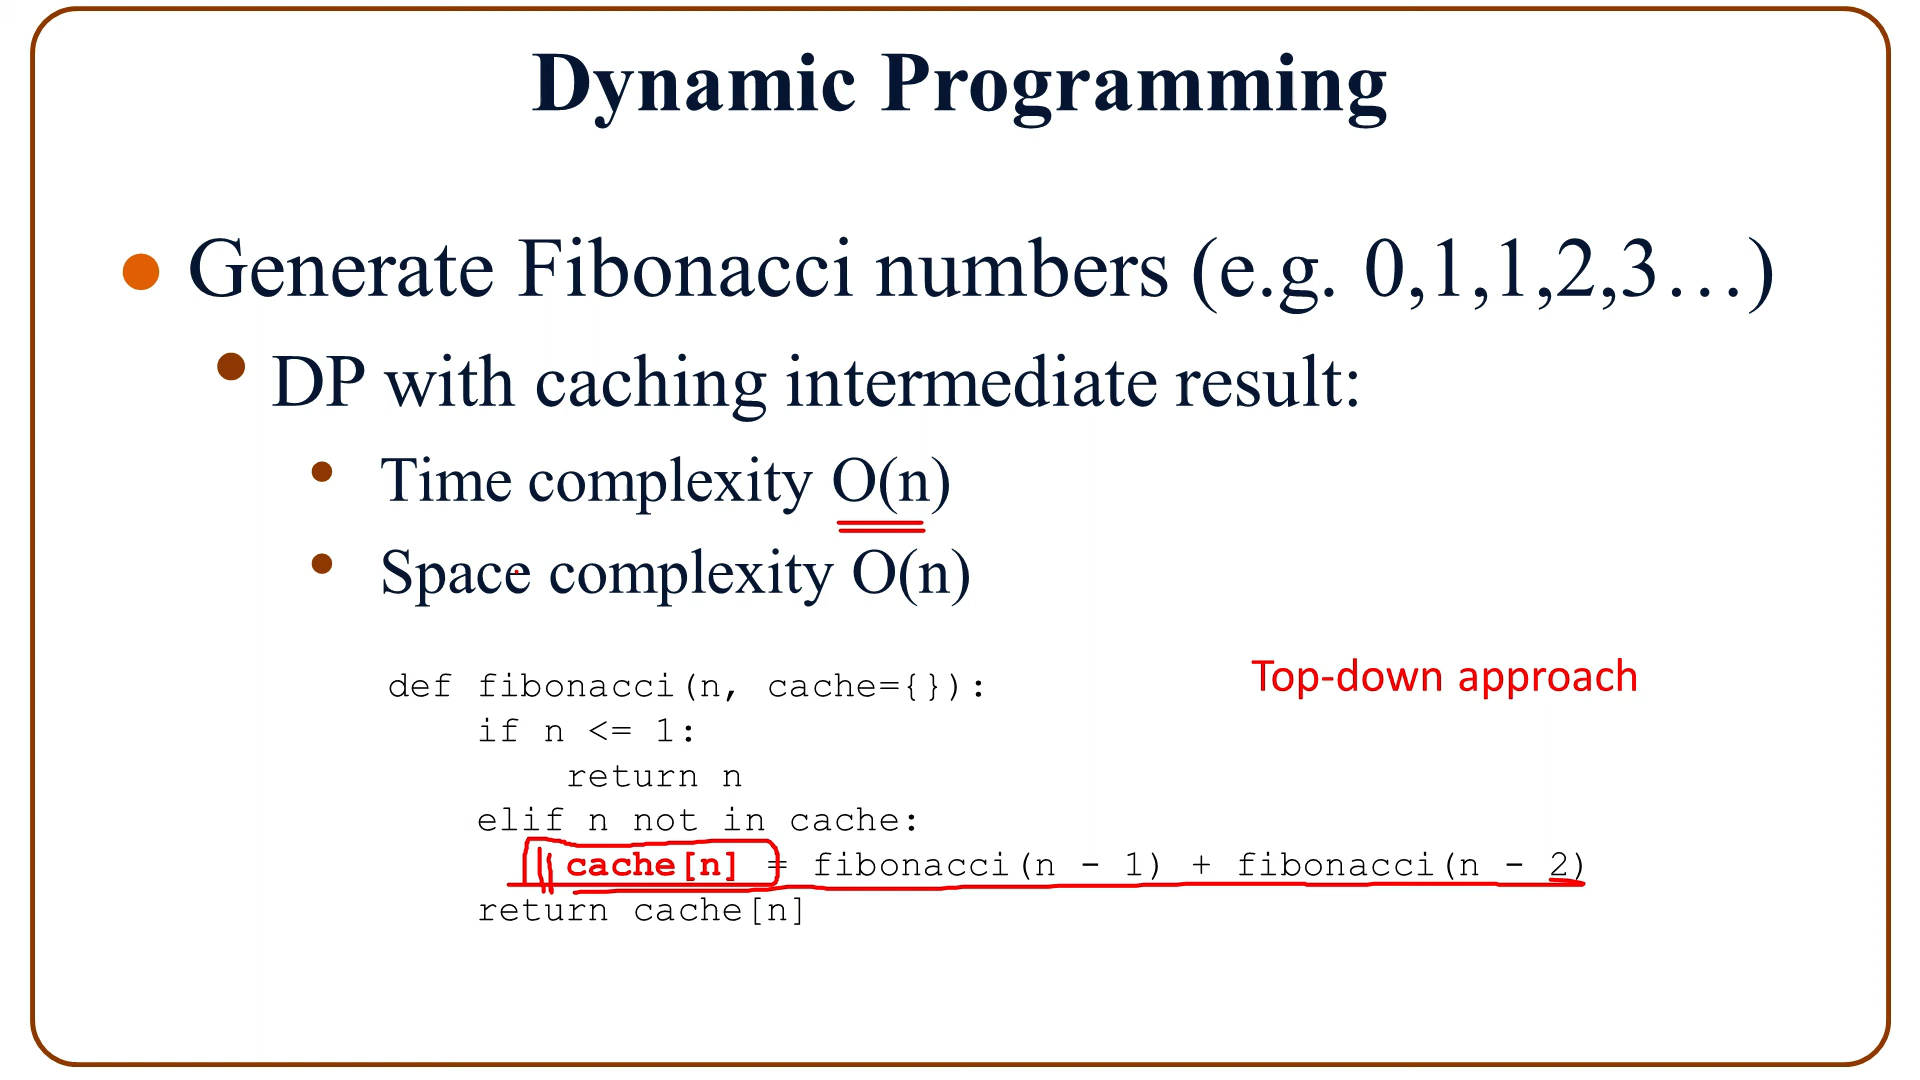 Dynamic Programming
Generate Fibonacci numbers (e.g. 0,1,1,2,3…)
DP with caching intermediate result:
Time complexity O(n)
Space complexity O(n)
Top-down approach
def fibonacci(n, cache={}):
    if n <= 1:
        return n
    elif n not in cache:
        cache[n] = fibonacci(n - 1) + fibonacci(n - 2)
    return cache[n]